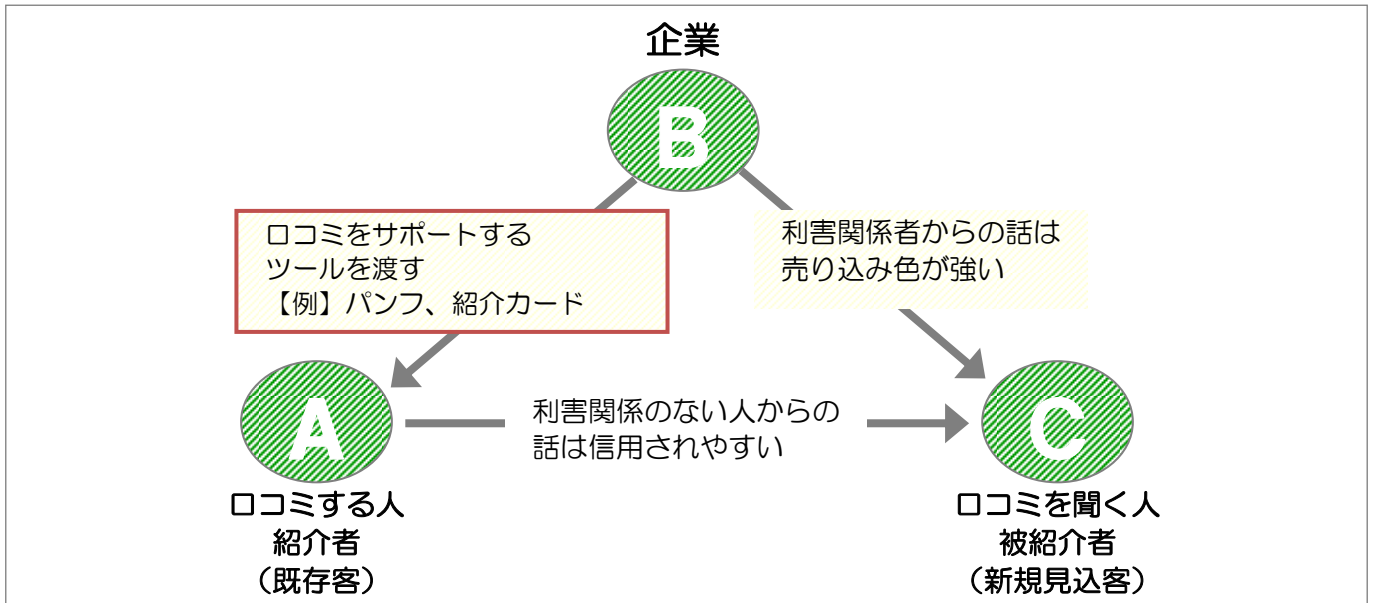 企業
B
口コミをサポートする
ツールを渡す
【例】パンフ、紹介カード
利害関係者からの話は
売り込み色が強い
A
利害関係のない人からの
話は信用されやすい
C
口コミする人
紹介者
（既存客）
口コミを聞く人
被紹介者
（新規見込客）